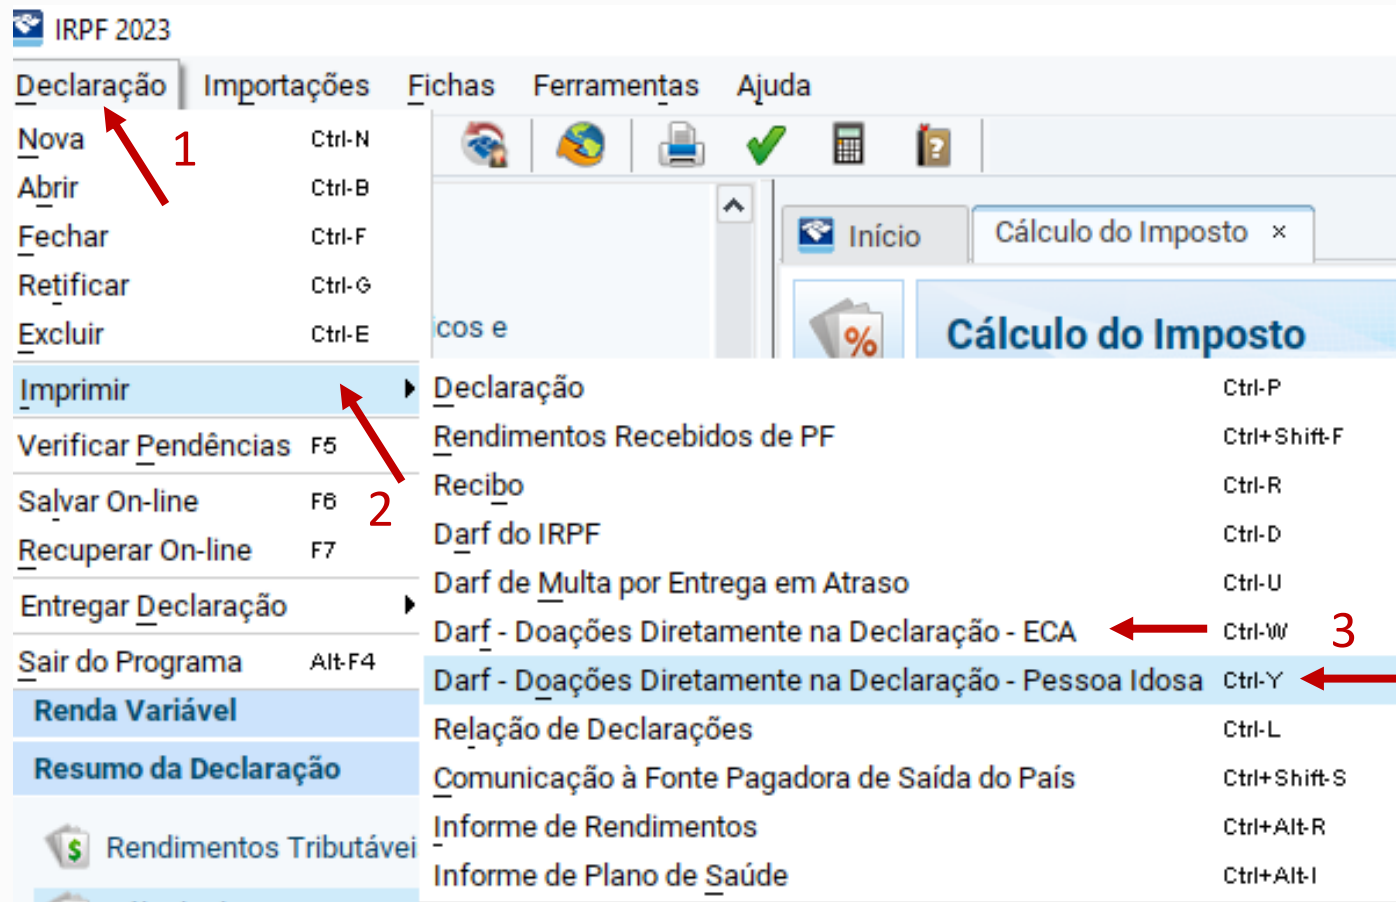 IRPF 2023
Declaração Importações Fichas Ferramentas Ajuda
Nova Ctrl-N
1
Abrir Ctrl-B
Fechar Ctrl-F
Retificar Ctrl-G
Excluir Ctrl-E
Imprimir
Verificar Pendências F5
2
Salvar On-line F6
Recuperar On-line F7
Entregar Declaração
Sair do Programa Alt-F4
Renda Variável
Resumo da Declaração
Rendimentos Tributávei
icos e
Início
Cálculo do Imposto ×
Cálculo do Imposto
Declaração Ctrl-P
Rendimentos Recebidos de PF Ctrl+Shift-F
Recibo Ctrl-R
Darf do IRPF Ctrl-D
Darf de Multa por Entrega em Atraso Ctrl-U
Darf - Doações Diretamente na Declaração - ECA Ctrl-W
3
Darf - Doações Diretamente na Declaração - Pessoa Idosa Ctrl-Y
Relação de Declarações Ctrl-L
Comunicação à Fonte Pagadora de Saída do País Ctrl+Shift-S
Informe de Rendimentos Ctrl+Alt-R
Informe de Plano de Saúde Ctrl+Alt-I